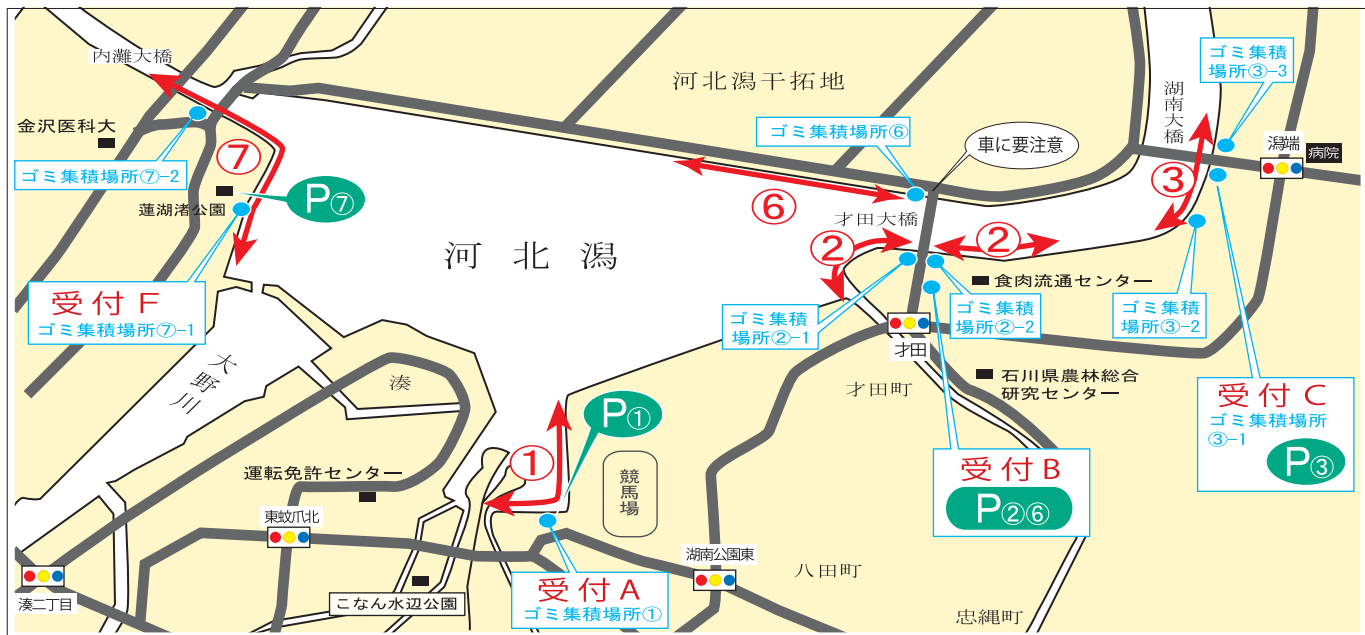 内灘大橋
金沢医科大
ゴミ集積場所⑦-2
⑦
蓮湖渚公園
P⑦
受付F
ゴミ集積場所⑦-1
大野川
河北潟
河北潟干拓地
ゴミ集積場所⑥
車に要注意
⑥
才田大橋
②
②
湖南大橋
ゴミ集積
場所③-3
潟端
病院
③
食肉流通センター
ゴミ集積
場所②-1
ゴミ集積
場所②-2
ゴミ集積
場所③-2
才田
石川県農林総合
研究センター
才田町
受付C
ゴミ集積場所
③-1
P③
受付B
P②⑥
湊
P①
①
競馬場
運転免許センター
東蚊爪北
湊二丁目
こなん水辺公園
受付A
ゴミ集積場所①
湖南公園東
八田町
忠縄町